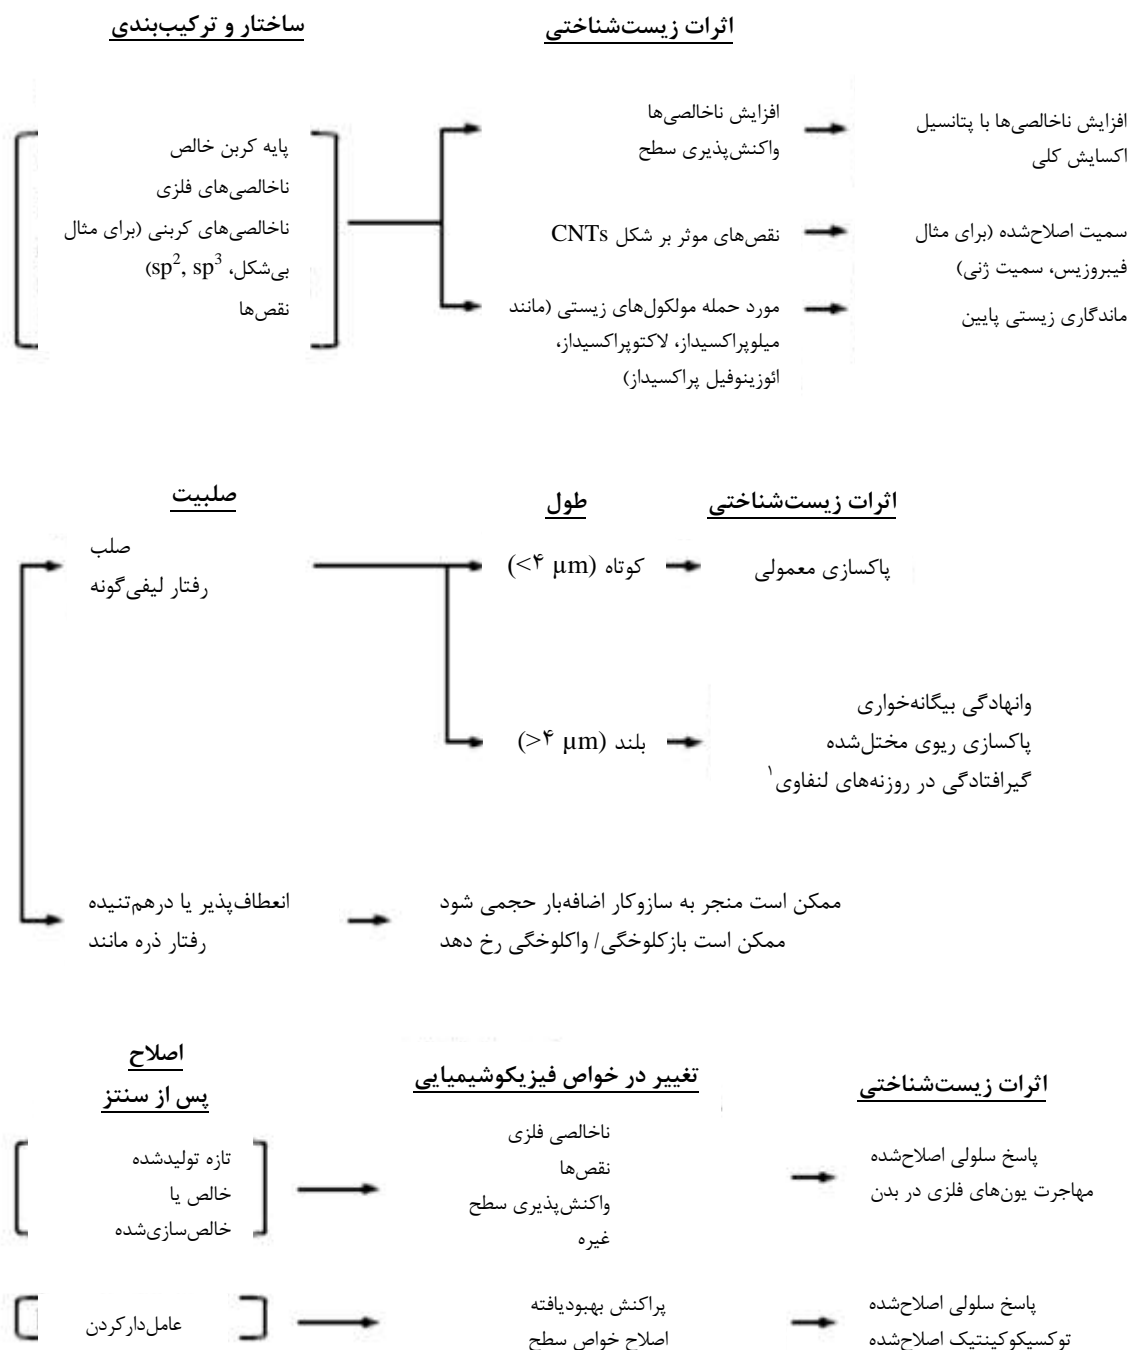 ساختار و ترکیب‌بندی
اثرات زیست‌شناختی
پایه کربن خالص
ناخالصی‌های فلزی
ناخالصی‌های کربنی (برای مثال
بی‌شکل، sp², sp³)
نقص‌ها
افزایش ناخالصی‌ها
واکنش‌پذیری سطح
افزایش ناخالصی‌ها با پتانسیل
اکسایش کلی
نقص‌های موثر بر شکل CNTs
سمیت اصلاح‌شده (برای مثال
فیبروزیس، سمیت ژنی)
مورد حمله مولکول‌های زیستی (مانند
میلوپراکسیداز، لاکتوپراکسیداز،
ائوزینوفیل پراکسیداز)
ماندگاری زیستی پایین
صلبیت
طول
اثرات زیست‌شناختی
صلب
رفتار لیفی‌گونه
کوتاه (<۴ µm)
پاکسازی معمولی
بلند (>۴ µm)
وانهادگی بیگانه‌خواری
پاکسازی ریوی مختل‌شده
گیرافتادگی در روزنه‌های لنفاوی۱
انعطاف‌پذیر یا درهم‌تنیده
رفتار ذره مانند
ممکن است منجر به سازوکار اضافه‌بار حجمی شود
ممکن است بازکلوخگی/ واکلوخگی رخ دهد
اصلاح
پس از سنتز
تغییر در خواص فیزیکوشیمیایی
اثرات زیست‌شناختی
تازه تولیدشده
خالص یا
خالص‌سازی‌شده
ناخالصی فلزی
نقص‌ها
واکنش‌پذیری سطح
غیره
پاسخ سلولی اصلاح‌شده
مهاجرت یون‌های فلزی در بدن
عامل‌دارکردن
پراکنش بهبودیافته
اصلاح خواص سطح
پاسخ سلولی اصلاح‌شده
توکسیکوکینتیک اصلاح‌شده